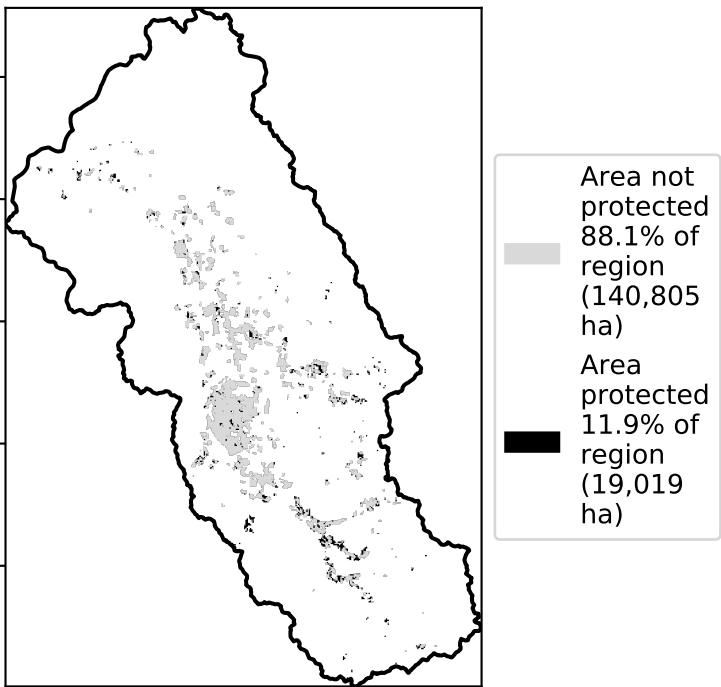 Area not
protected
88.1% of
region
(140,805
ha)
Area
protected
11.9% of
region
(19,019
ha)